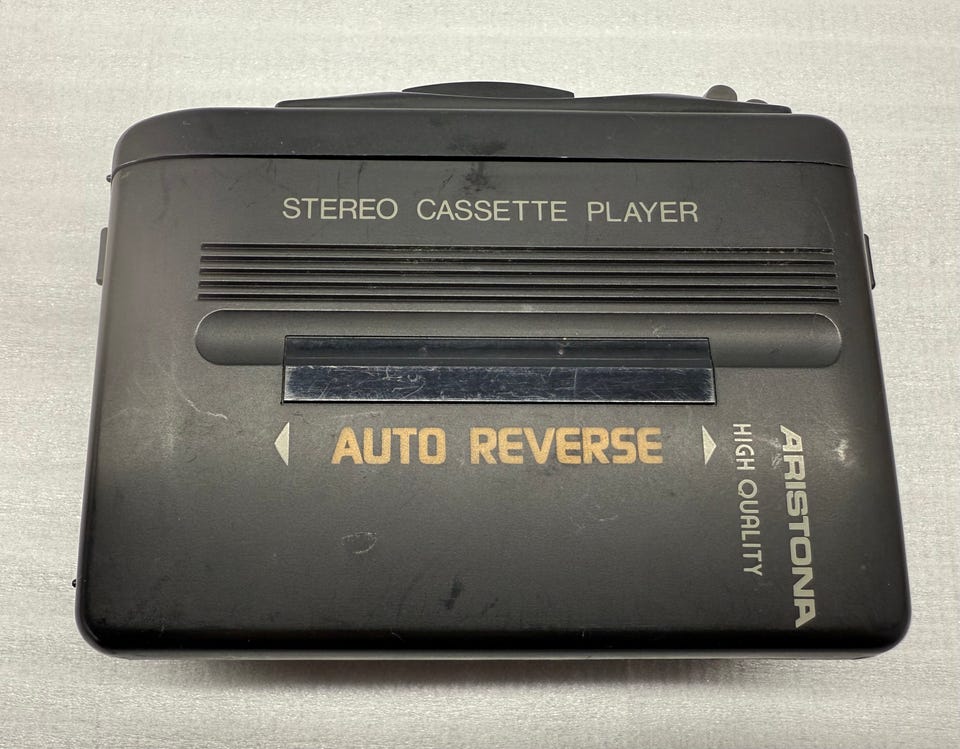 STEREO CASSETTE PLAYER
AUTO REVERSE
HIGH QUALITY
ARISTONA